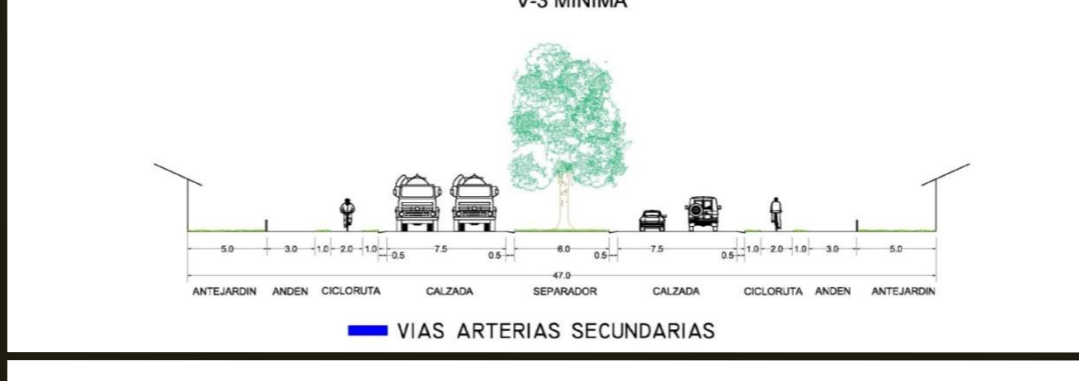 V-3 MINIMA
5.0 3.0 1.0 2.0 1.0 0.5 7.5 0.5 6.0 0.5 7.5 0.5 1.0 2.0 1.0 3.0 5.0
47.0
ANTEJARDIN ANDEN CICLORUTA CALZADA SEPARADOR CALZADA CICLORUTA ANDEN ANTEJARDIN
VIAS ARTERIAS SECUNDARIAS